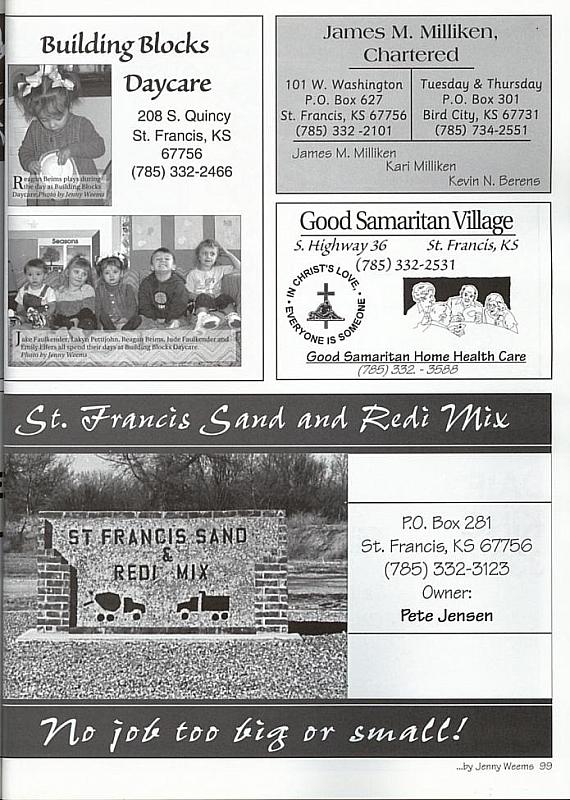 Building Blocks
Daycare
208 S. Quincy
St. Francis, KS
67756
(785) 332-2466
Reagan Beims plays during
the day at Building Blocks
Daycare. Photo by Jenny Weems
Seasons
Jake Faulkender, Lakyn Pettijohn, Reagan Beims, Jude Faulkender and
Emily Elfers all spend their days at Building Blocks Daycare.
Photo by Jenny Weems
James M. Milliken,
Chartered
101 W. Washington
P.O. Box 627
St. Francis, KS 67756
(785) 332 -2101
Tuesday & Thursday
P.O. Box 301
Bird City, KS 67731
(785) 734-2551
James M. Milliken
Kari Milliken
Kevin N. Berens
Good Samaritan Village
S. Highway 36 St. Francis, KS
(785) 332-2531
IN CHRIST'S LOVE,
EVERYONE IS SOMEONE
Good Samaritan Home Health Care
(785) 332 - 3588
St. Francis Sand and Redi Mix
ST FRANCIS SAND
&
REDI MIX
P.O. Box 281
St. Francis, KS 67756
(785) 332-3123
Owner:
Pete Jensen
No job too big or small!
...by Jenny Weems 99